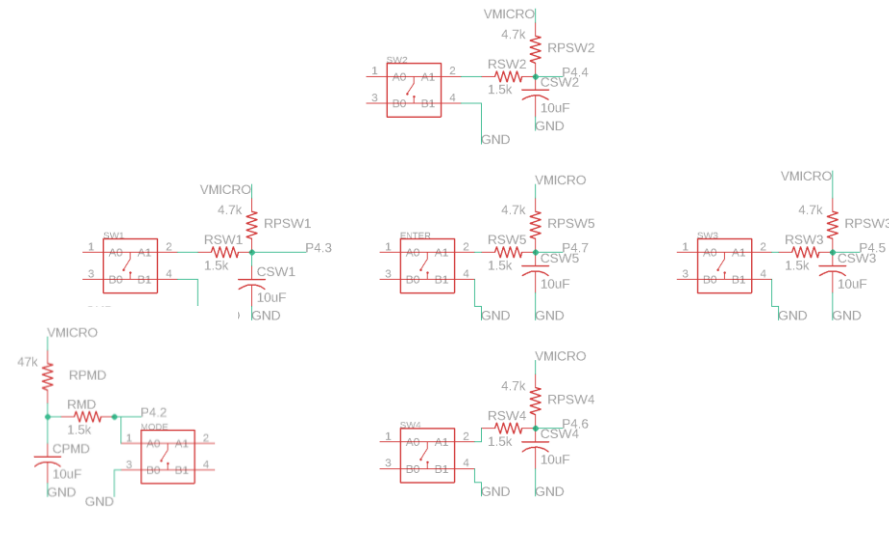 VMICRO
4.7k
RPSW2
SW2
RSW2
P4.4
1 A0 A1 2
CSW2
1.5k
3 B0 B1 4
10uF
GND
GND
VMICRO
4.7k
RPSW1
SW1
RSW1
P4.3
1 A0 A1 2
1.5k
CSW1
3 B0 B1 4
10uF
GND
VMICRO
4.7k
RPSW5
ENTER
RSW5
P4.7
1 A0 A1 2
CSW5
1.5k
3 B0 B1 4
10uF
GND
GND
VMICRO
4.7k
RPSW3
SW3
RSW3
P4.5
1 A0 A1 2
CSW3
1.5k
3 B0 B1 4
10uF
GND
GND
VMICRO
47k
RPMD
RMD
P4.2
1.5k
MODE
1 A0 A1 2
CPMD
3 B0 B1 4
10uF
GND
GND
VMICRO
4.7k
RPSW4
SW4
RSW4
P4.6
1 A0 A1 2
CSW4
1.5k
3 B0 B1 4
10uF
GND
GND